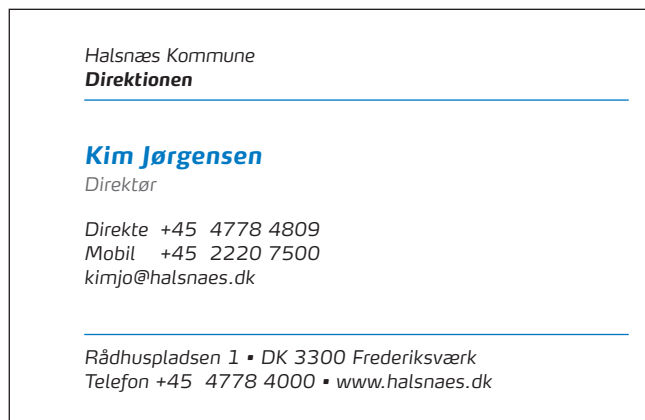 Halsnæs Kommune
Direktionen
Kim Jørgensen
Direktør
Direkte +45 4778 4809
Mobil +45 2220 7500
kimjo@halsnaes.dk
Rådhuspladsen 1 ▪ DK 3300 Frederiksværk
Telefon +45 4778 4000 ▪ www.halsnaes.dk